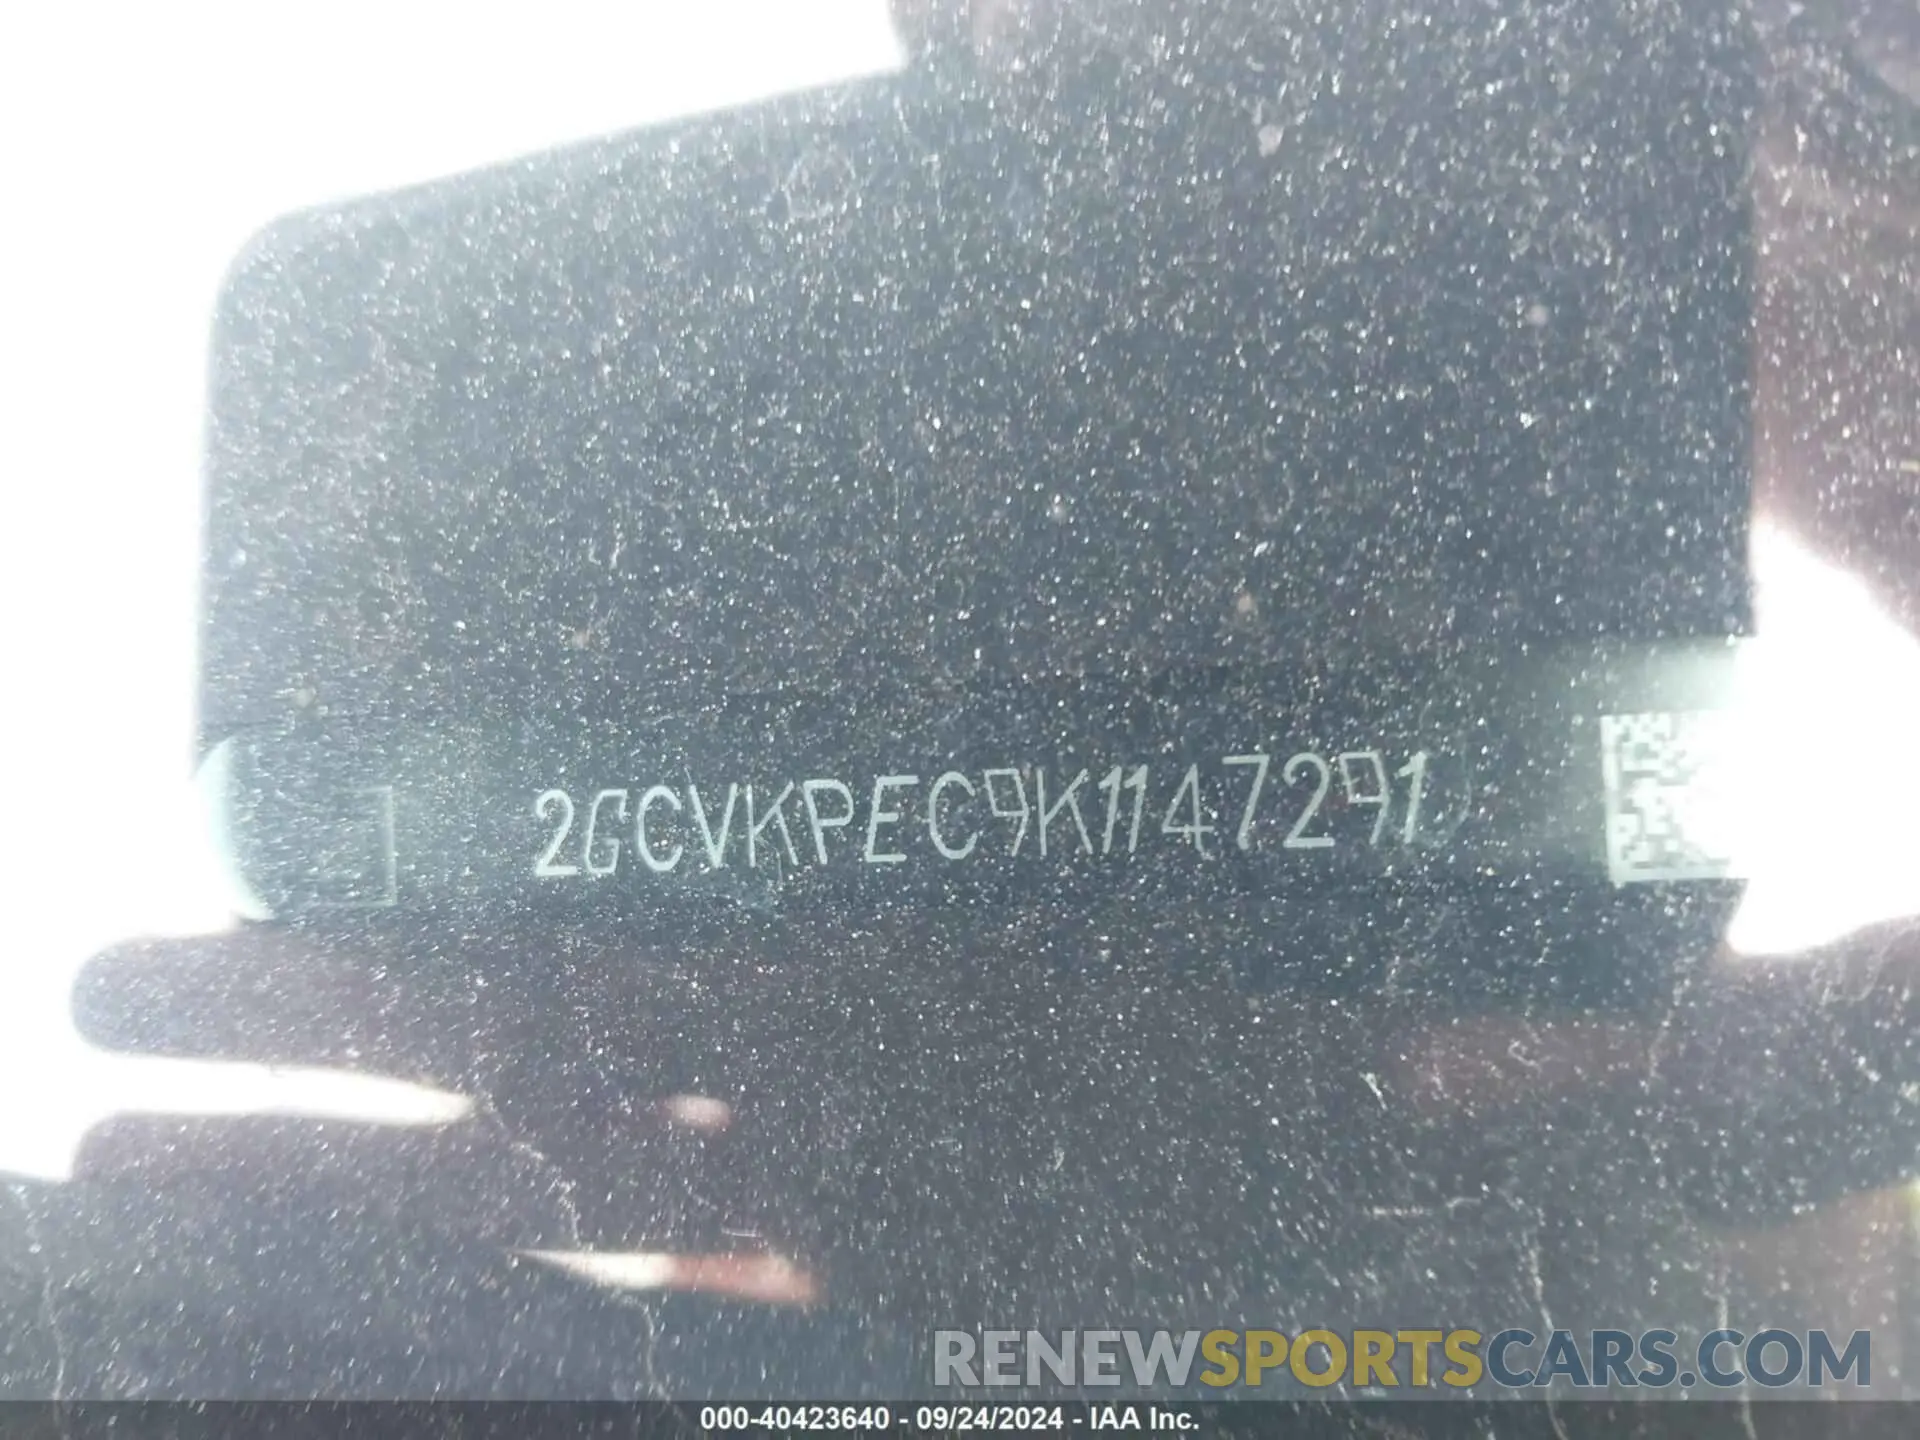 2GCVKPEC9K1147291
RENEWSPORTSCARS.COM
000-40423640 - 09/24/2024 - IAA Inc.